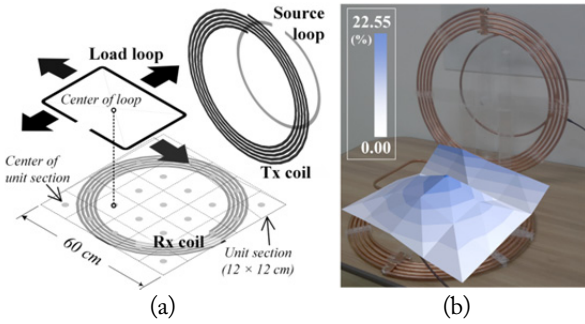 Source
loop
Load loop
Center of loop
Center of
unit section
Tx coil
Rx coil
60 cm
Unit section
(12 × 12 cm)
(a)
22.55
(%)
0.00
(b)